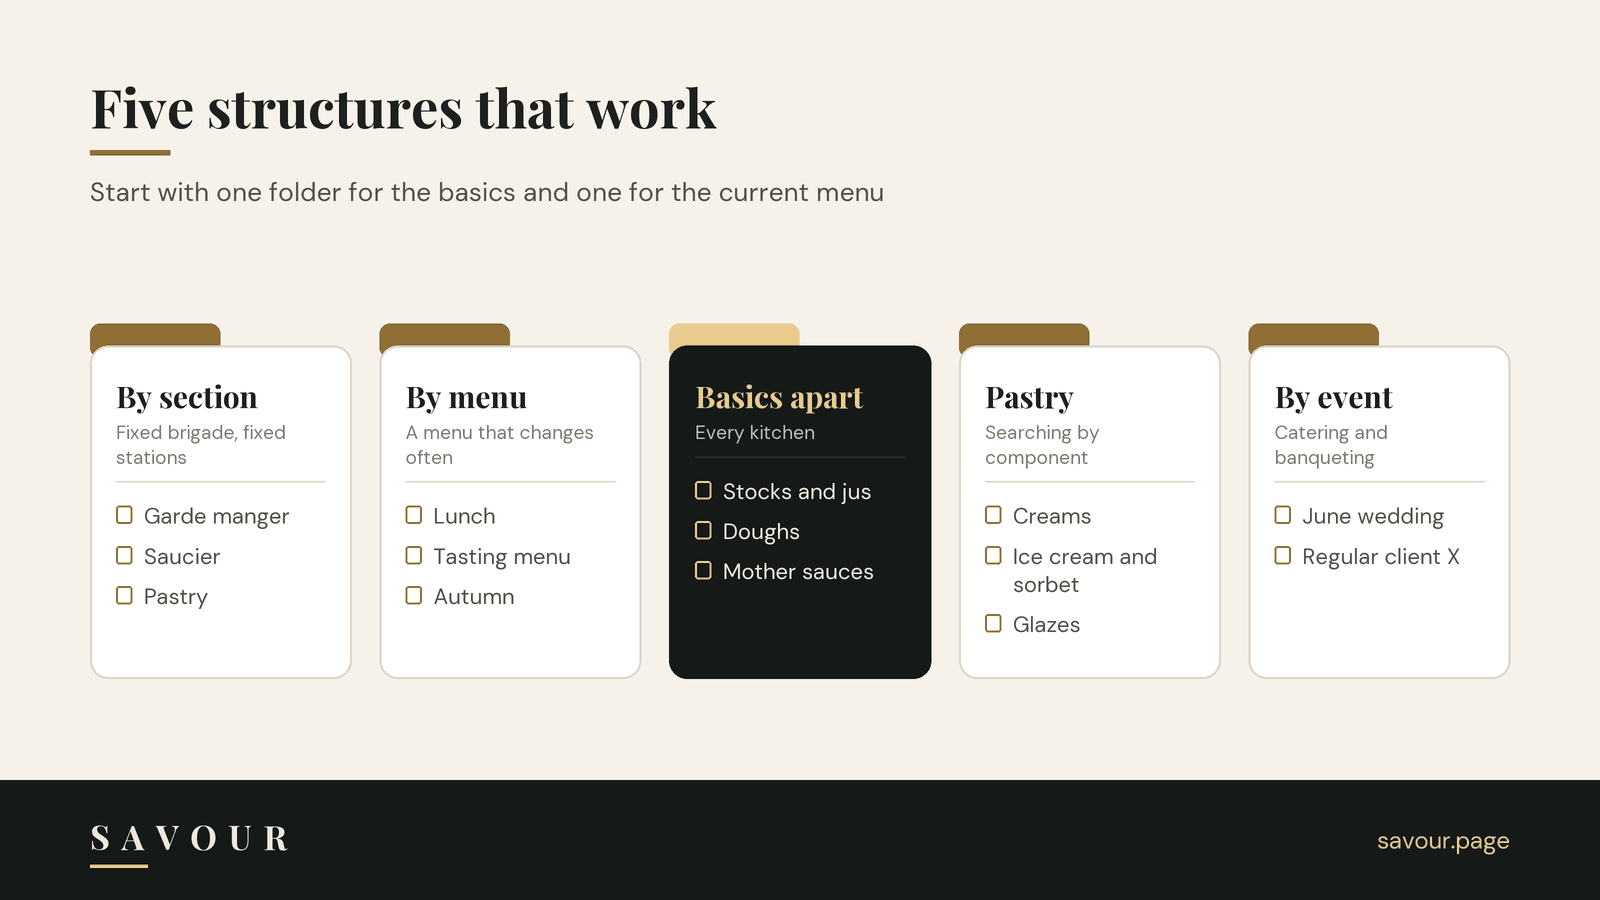 Five structures that work
Start with one folder for the basics and one for the current menu
By section
Fixed brigade, fixed
stations
Garde manger
Saucier
Pastry
By menu
A menu that changes
often
Lunch
Tasting menu
Autumn
Basics apart
Every kitchen
Stocks and jus
Doughs
Mother sauces
Pastry
Searching by
component
Creams
Ice cream and
sorbet
Glazes
By event
Catering and
banqueting
June wedding
Regular client X
SAVOUR
savour.page